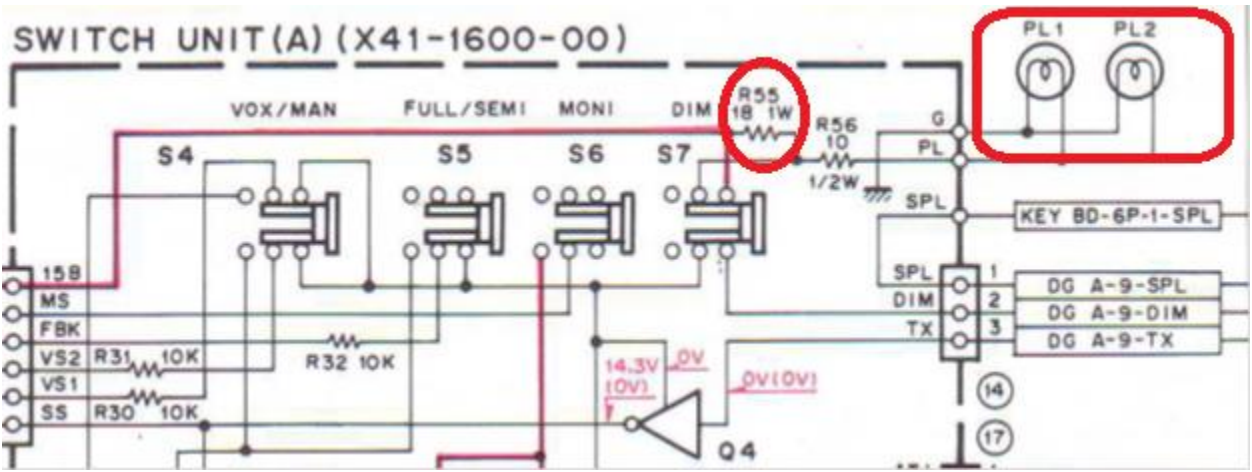 SWITCH UNIT(A) (X41-1600-00)
PL1 PL2
VOX/MAN FULL/SEMI MONI DIM R55
18 1W
R56
10
1/2W
G
PL
S4 S5 S6 S7
SPL KEY BD-6P-1-SPL
15B
MS
FBK
VS2
VS1
SS
R31 10K
R30 10K
R32 10K
SPL 1 DG A-9-SPL
DIM 2 DG A-9-DIM
TX 3 DG A-9-TX
14.3V
(0V)
0V
0V(0V)
Q4
14
17